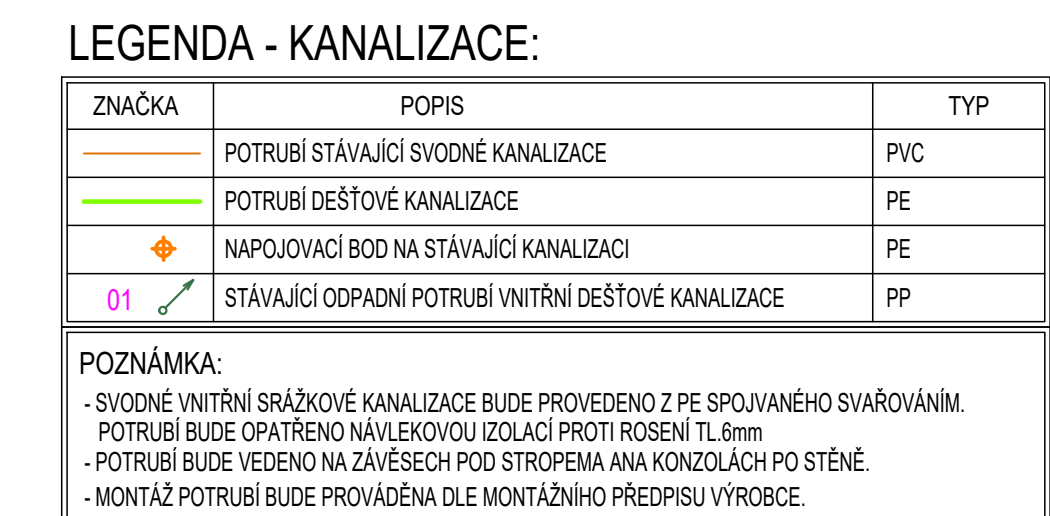 LEGENDA - KANALIZACE:
ZNAČKA POPIS TYP
POTRUBÍ STÁVAJÍCÍ SVODNÉ KANALIZACE PVC
POTRUBÍ DEŠŤOVÉ KANALIZACE PE
NAPOJOVACÍ BOD NA STÁVAJÍCÍ KANALIZACI PE
01 STÁVAJÍCÍ ODPADNÍ POTRUBÍ VNITŘNÍ DEŠŤOVÉ KANALIZACE PP
POZNÁMKA:
- SVODNÉ VNITŘNÍ SRÁŽKOVÉ KANALIZACE BUDE PROVEDENO Z PE SPOJVANÉHO SVAŘOVÁNÍM.
POTRUBÍ BUDE OPATŘENO NÁVLEKOVOU IZOLACÍ PROTI ROSENÍ TL.6mm
- POTRUBÍ BUDE VEDENO NA ZÁVĚSECH POD STROPEMA ANA KONZOLÁCH PO STĚNĚ.
- MONTÁŽ POTRUBÍ BUDE PROVÁDĚNA DLE MONTÁŽNÍHO PŘEDPISU VÝROBCE.